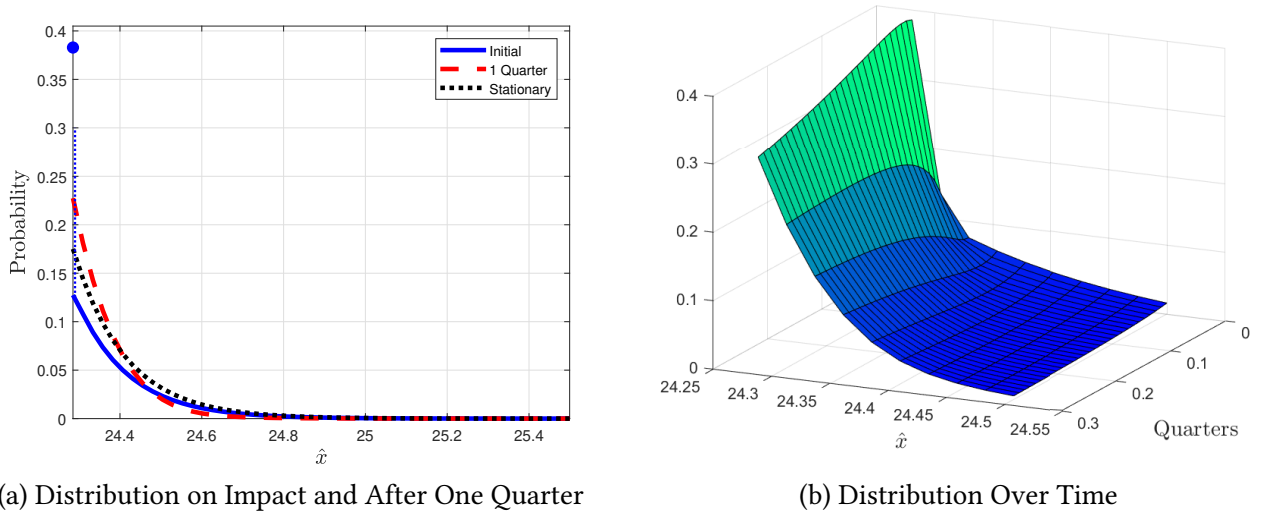 0.4
0.35
0.3
0.25
0.2
0.15
0.1
0.05
0
Probability
Initial
1 Quarter
Stationary
24.4 24.6 24.8 25 25.2 25.4
x̂
0.4
0.3
0.2
0.1
0
24.25
24.3
24.35
24.4
24.45
24.5
24.55
x̂
0
0.1
0.2
0.3
Quarters
a) Distribution on Impact and After One Quarter
(b) Distribution Over Time